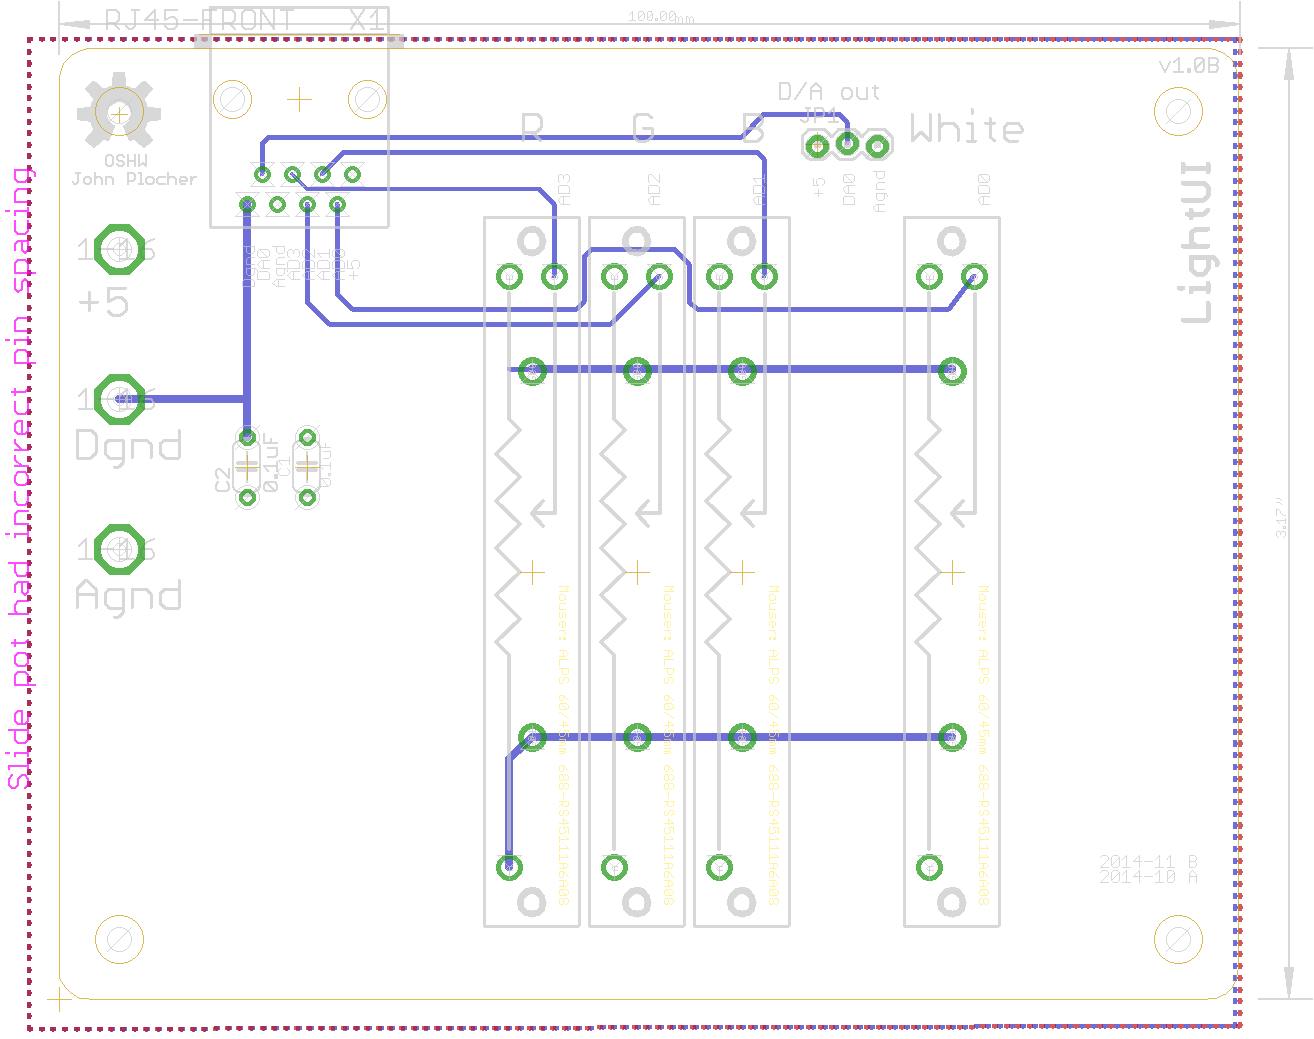 100.00mm
RJ45-FRONT
X1
v1.0B
D/A out
JP1
R
G
B
White
OSHW
John Plocher
+5
DA0
Agnd
AD3
AD2
AD1
AD0
LightUI
Dgnd
DA0
Agnd
AD3
AD2
AD1
AD0
+5
+5
Dgnd
Agnd
C2
0.1uF
C1
0.1uF
Slide pot had incorrect pin spacing
3.17"
Mouser: ALPS 60/45mm 688-RS45111A6A08
Mouser: ALPS 60/45mm 688-RS45111A6A08
Mouser: ALPS 60/45mm 688-RS45111A6A08
Mouser: ALPS 60/45mm 688-RS45111A6A08
2014-11 B
2014-10 A